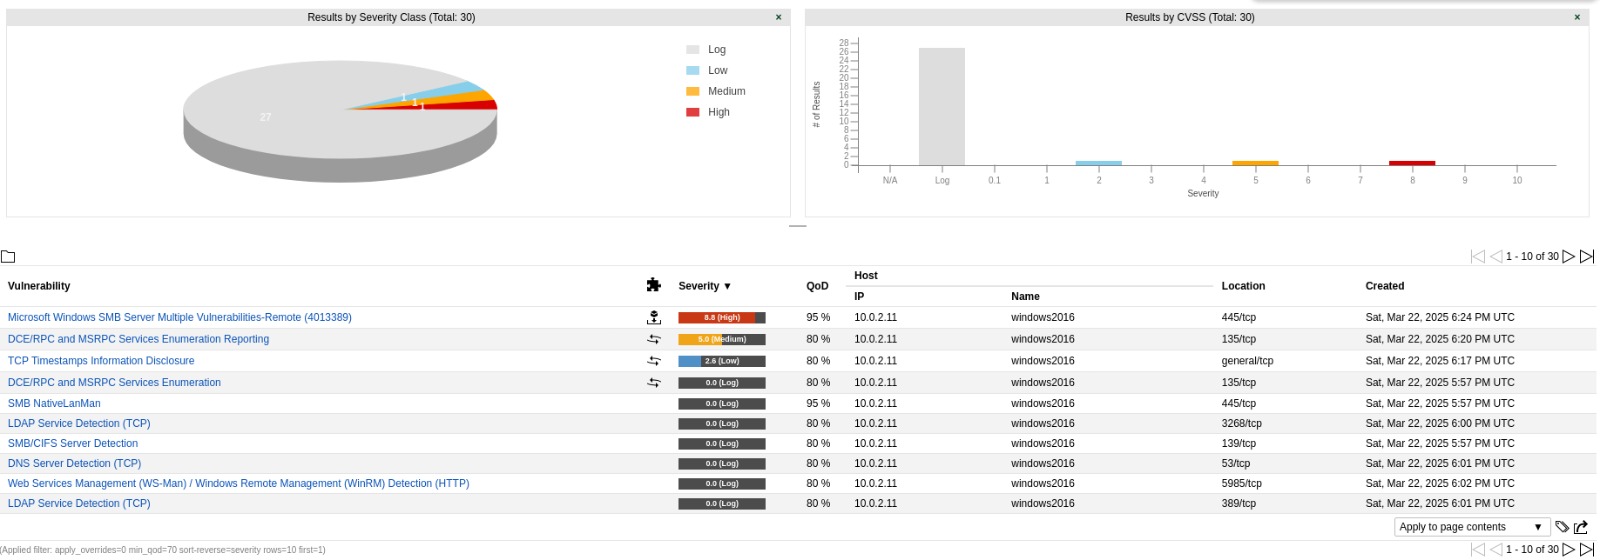 Results by Severity Class (Total: 30) ×
27
1
1
1
Log
Low
Medium
High
Results by CVSS (Total: 30) ×
# of Results
28
26
24
22
20
18
16
14
12
10
8
6
4
2
0
N/A Log 0.1 1 2 3 4 5 6 7 8 9 10
Severity
1 - 10 of 30
Vulnerability Severity ▼ QoD Host Location Created
IP Name
Microsoft Windows SMB Server Multiple Vulnerabilities-Remote (4013389) 8.8 (High) 95 % 10.0.2.11 windows2016 445/tcp Sat, Mar 22, 2025 6:24 PM UTC
DCE/RPC and MSRPC Services Enumeration Reporting 5.0 (Medium) 80 % 10.0.2.11 windows2016 135/tcp Sat, Mar 22, 2025 6:20 PM UTC
TCP Timestamps Information Disclosure 2.6 (Low) 80 % 10.0.2.11 windows2016 general/tcp Sat, Mar 22, 2025 6:17 PM UTC
DCE/RPC and MSRPC Services Enumeration 0.0 (Log) 80 % 10.0.2.11 windows2016 135/tcp Sat, Mar 22, 2025 5:57 PM UTC
SMB NativeLanMan 0.0 (Log) 95 % 10.0.2.11 windows2016 445/tcp Sat, Mar 22, 2025 5:57 PM UTC
LDAP Service Detection (TCP) 0.0 (Log) 80 % 10.0.2.11 windows2016 3268/tcp Sat, Mar 22, 2025 6:00 PM UTC
SMB/CIFS Server Detection 0.0 (Log) 80 % 10.0.2.11 windows2016 139/tcp Sat, Mar 22, 2025 5:57 PM UTC
DNS Server Detection (TCP) 0.0 (Log) 80 % 10.0.2.11 windows2016 53/tcp Sat, Mar 22, 2025 6:01 PM UTC
Web Services Management (WS-Man) / Windows Remote Management (WinRM) Detection (HTTP) 0.0 (Log) 80 % 10.0.2.11 windows2016 5985/tcp Sat, Mar 22, 2025 6:02 PM UTC
LDAP Service Detection (TCP) 0.0 (Log) 80 % 10.0.2.11 windows2016 389/tcp Sat, Mar 22, 2025 6:01 PM UTC
Apply to page contents ▼
(Applied filter: apply_overrides=0 min_qod=70 sort-reverse=severity rows=10 first=1) 1 - 10 of 30